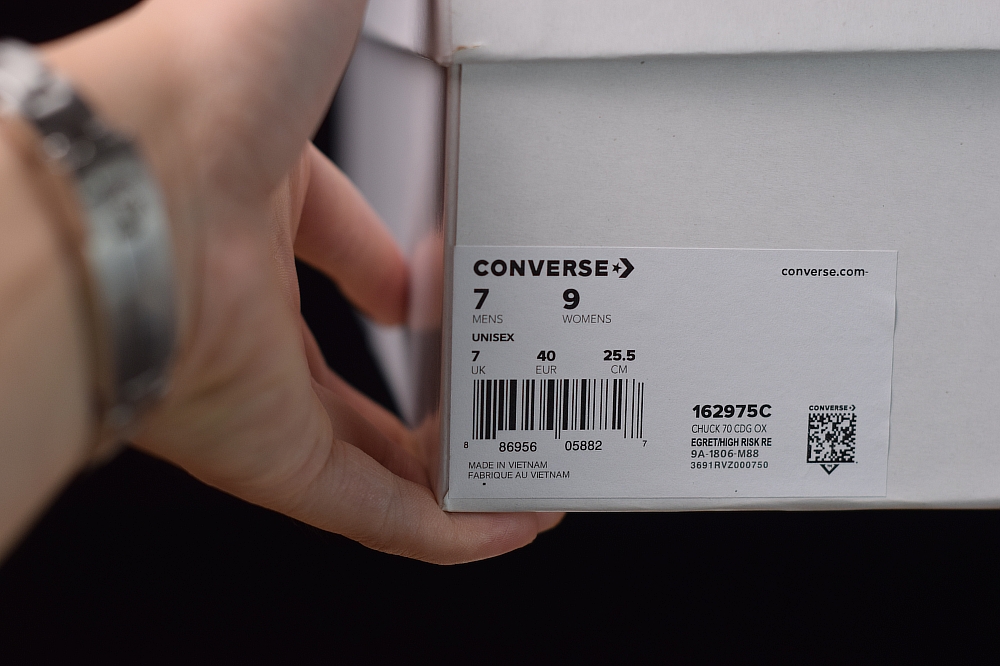 CONVERSE
converse.com-
7 9
MENS WOMENS
UNISEX
7 40 25.5
UK EUR CM
8 86956 05882 7
MADE IN VIETNAM
FABRIQUE AU VIETNAM
162975C
CHUCK 70 CDG OX
EGRET/HIGH RISK RE
9A-1806-M88
3691RVZ000750
CONVERSE